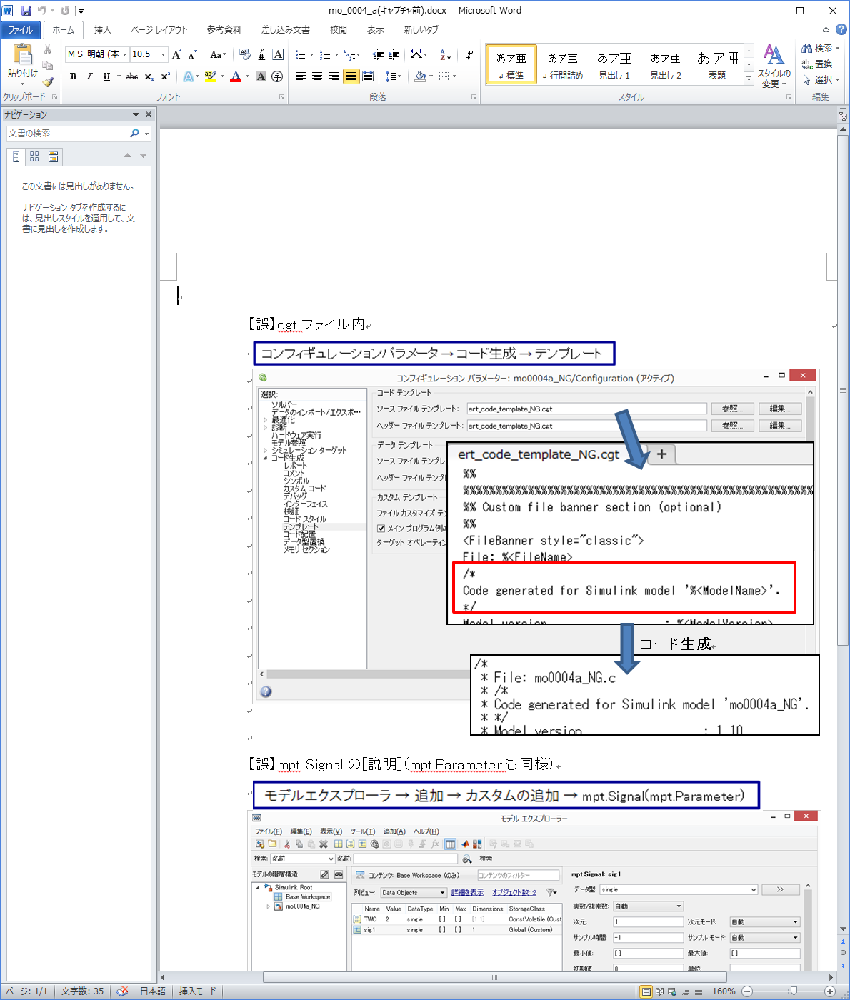 mo_0004_a(キャプチャ前).docx - Microsoft Word
ファイル ホーム 挿入 ページ レイアウト 参考資料 差し込み文書 校閲 表示 新しいタブ
貼り付け
クリップボード
ＭＳ 明朝 (本 10.5
フォント
段落
あア亜 あア亜 あア亜 あア亜 あア亜
標準 行間詰め 見出し 1 見出し 2 表題
スタイルの
変更
スタイル
検索
置換
選択
編集
ナビゲーション
文書の検索
この文書には見出しがありません。
ナビゲーション タブを作成するに
は、見出しスタイルを適用して、文
書に見出しを作成します。
【誤】cgt ファイル内
コンフィギュレーションパラメータ → コード生成 → テンプレート
コンフィギュレーション パラメーター: mo0004a_NG/Configuration (アクティブ)
選択:
ソルバー
データのインポート/エクスポ...
最適化
診断
ハードウェア実行
モデル参照
シミュレーション ターゲット
コード生成
レポート
コメント
シンボル
カスタム コード
デバッグ
インターフェイス
検証
コード スタイル
テンプレート
コード配置
データ型置換
メモリ セクション
コード テンプレート
ソース ファイル テンプレート: ert_code_template_NG.cgt 参照... 編集...
ヘッダー ファイル テンプレート: ert_code_template_NG.cgt 参照... 編集...
データ テンプレート
ソース ファイル テンプレ
ヘッダー ファイル テンプレ
カスタム テンプレート
ファイル カスタマイズ テン
メイン プログラム例の
ターゲット オペレーティン
ert_code_template_NG.cgt +
%%
%%%%%%%%%%%%%%%%%%%%%%%%%%%%%%%%%%%%%%%%%%%%%%%%%%%%%%
%% Custom file banner section (optional)
%%
<FileBanner style="classic">
File: %<FileName>
/*
Code generated for Simulink model '%<ModelName>'.
*/
Model version : %<ModelVersion>
コード生成
/*
* File: mo0004a_NG.c
* /*
* Code generated for Simulink model 'mo0004a_NG'.
* */
* Model version : 1.10
【誤】mpt Signal の[説明](mpt.Parameter も同様)
モデルエクスプローラ → 追加 → カスタムの追加 → mpt.Signal(mpt.Parameter)
モデル エクスプローラー
ファイル(F) 編集(E) 表示(V) ツール(T) 追加(A) ヘルプ(H)
検索: 名前 名前: 検索
モデルの階層構造
Simulink Root
Base Workspace
mo0004a_NG
コンテンツ: Base Workspace (のみ) コンテンツのフィルター
列ビュー: Data Objects 詳細を表示 オブジェクト数: 2
Name Value DataType Min Max Dimensions StorageClass
TWO 2 single [ ] [ ] [1 1] ConstVolatile (Cust
sig1 single [ ] [ ] 1 Global (Custom)
mpt.Signal: sig1
データ型: single >>
実数/複素数: 自動
次元: 1 次元モード: 自動
サンプル時間: -1 サンプル モード: 自動
最小値: [ ] 最大値: [ ]
初期値 0 単位:
ページ: 1/1 文字数: 35 日本語 挿入モード 160%